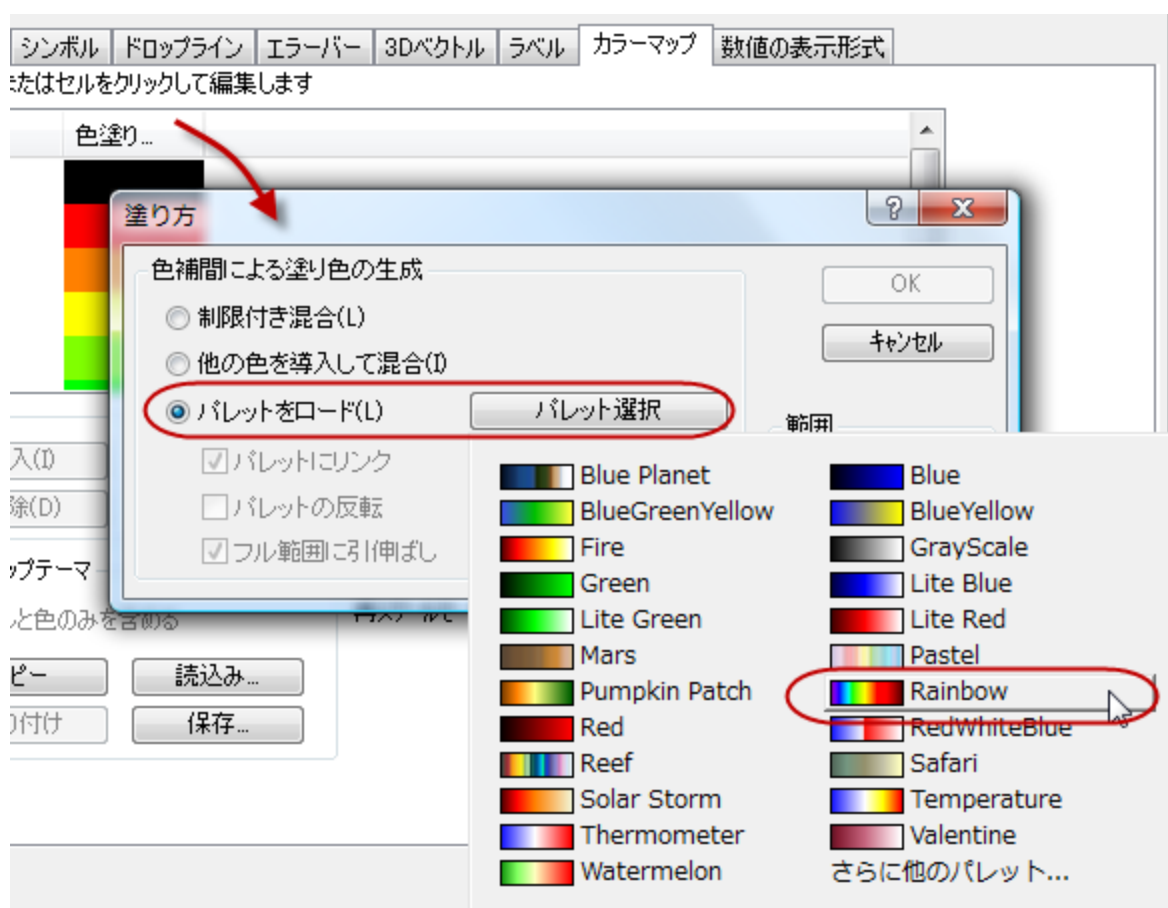 シンボル ドロップライン エラーバー 3Dベクトル ラベル カラーマップ 数値の表示形式
またはセルをクリックして編集します
色塗り...
塗り方
色補間による塗り色の生成
OK
制限付き混合(L)
キャンセル
他の色を導入して混合(I)
パレットをロード(L) パレット選択
範囲
パレットにリンク
パレットの反転
フル範囲に引伸ばし
入(I)
除(D)
ップテーマ
ルと色のみを含める
ピー 読込み...
り付け 保存...
Blue Planet Blue
BlueGreenYellow BlueYellow
Fire GrayScale
Green Lite Blue
Lite Green Lite Red
Mars Pastel
Pumpkin Patch Rainbow
Red RedWhiteBlue
Reef Safari
Solar Storm Temperature
Thermometer Valentine
Watermelon さらに他のパレット...